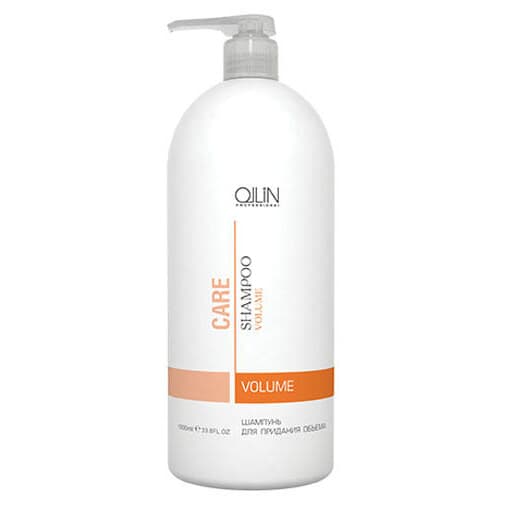 OLLIN
PROFESSIONAL
CARE
SHAMPOO
VOLUME
VOLUME
1000ml ℮ 33.8FL.OZ
ШАМПУНЬ
ДЛЯ ПРИДАНИЯ ОБЪЕМА